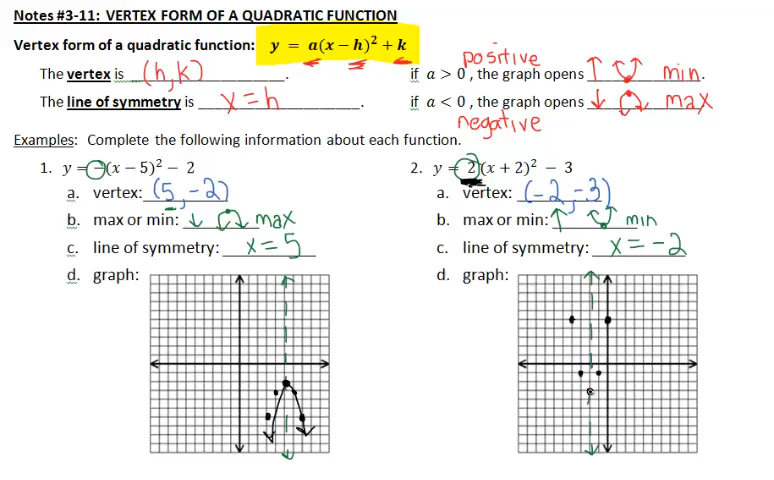 Notes #3-11: VERTEX FORM OF A QUADRATIC FUNCTION
Vertex form of a quadratic function: y = a(x − h)² + k
positive
The vertex is (h,k). if a > 0, the graph opens ↑ min.
The line of symmetry is x=h. if a < 0, the graph opens ↓ max
negative
Examples: Complete the following information about each function.
1. y = −(x − 5)² − 2
a. vertex: (5, -2)
b. max or min: ↓ max
c. line of symmetry: x=5
d. graph:
2. y = 2(x + 2)² − 3
a. vertex: (-2,-3)
b. max or min: ↑ min
c. line of symmetry: x=-2
d. graph: